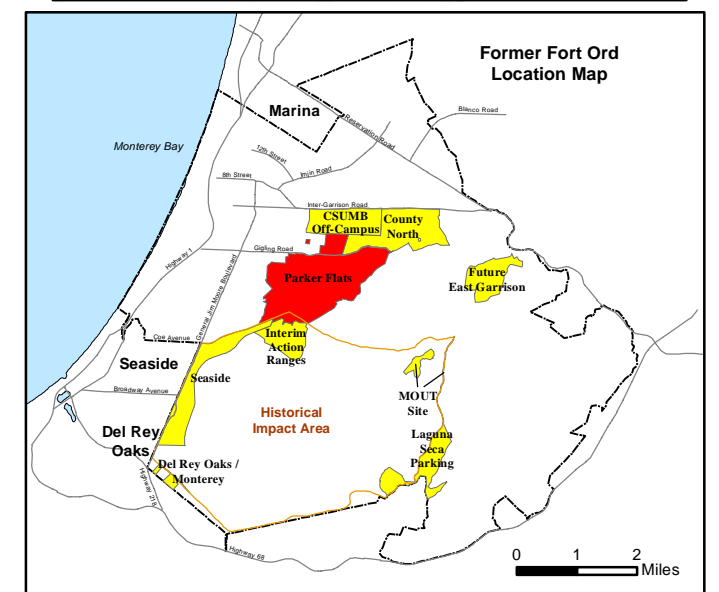 Former Fort Ord
Location Map
Marina
Blanco Road
Reservation Road
Monterey Bay
12th Street
Imjin Road
8th Street
Inter-Garrison Road
CSUMB
Off-Campus
County
North
Gigling Road
Highway 1
General Jim Moore Boulevard
Parker Flats
Future
East Garrison
Coe Avenue
Interim
Action
Ranges
Seaside
Seaside
Broadway Avenue
MOUT
Site
Historical
Impact Area
Del Rey
Oaks
Laguna
Seca
Parking
Del Rey Oaks /
Monterey
Highway 218
Highway 68
0 1 2
Miles